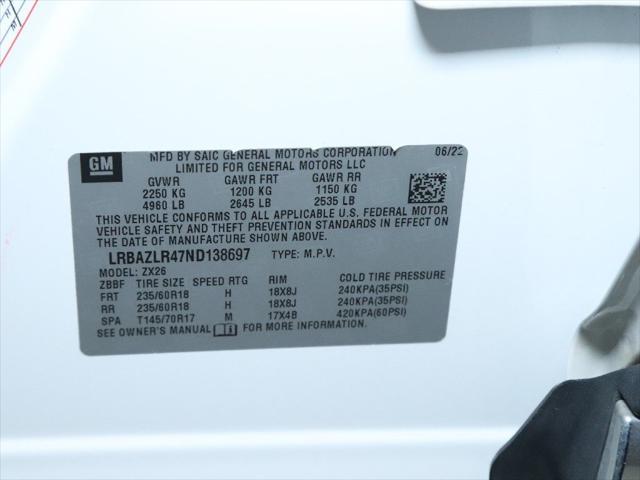 GM
MFD BY SAIC GENERAL MOTORS CORPORATION 06/22
LIMITED FOR GENERAL MOTORS LLC
GVWR GAWR FRT GAWR RR
2250 KG 1200 KG 1150 KG
4960 LB 2645 LB 2535 LB
THIS VEHICLE CONFORMS TO ALL APPLICABLE U.S. FEDERAL MOTOR
VEHICLE SAFETY AND THEFT PREVENTION STANDARDS IN EFFECT ON
THE DATE OF MANUFACTURE SHOWN ABOVE.
LRBAZLR47ND138697 TYPE: M.P.V.
MODEL: ZX26
ZBBF TIRE SIZE SPEED RTG RIM COLD TIRE PRESSURE
FRT 235/60R18 H 18X8J 240KPA(35PSI)
RR 235/60R18 H 18X8J 240KPA(35PSI)
SPA T145/70R17 M 17X4B 420KPA(60PSI)
SEE OWNER'S MANUAL FOR MORE INFORMATION.